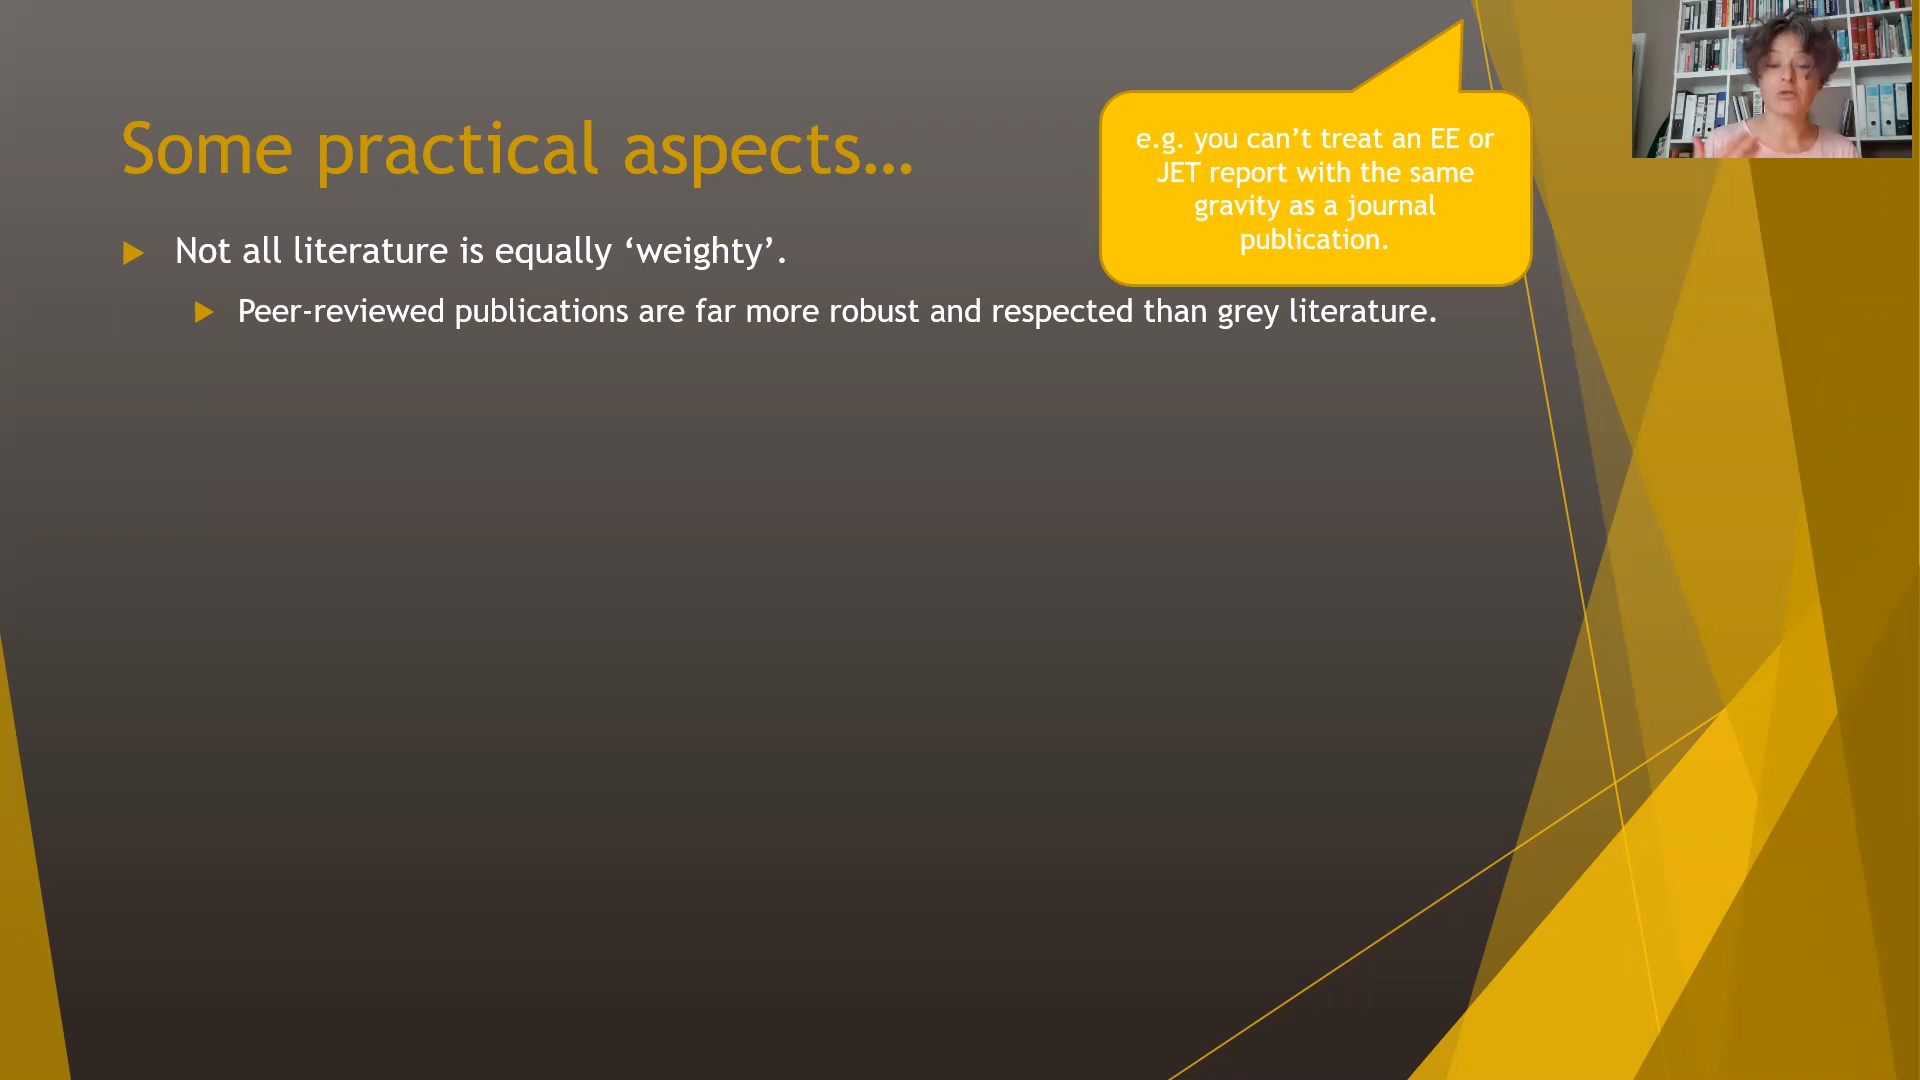 Some practical aspects…
Not all literature is equally ‘weighty’.
Peer-reviewed publications are far more robust and respected than grey literature.
e.g. you can’t treat an EE or
JET report with the same
gravity as a journal
publication.